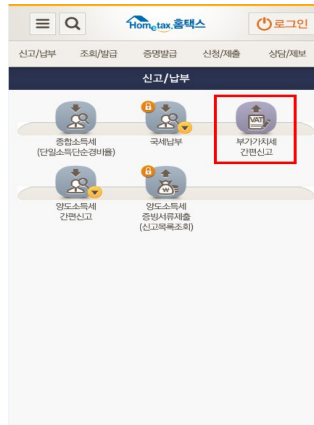 Hometax.홈택스 로그인
신고/납부 조회/발급 증명발급 신청/제출 상담/제보
신고/납부
종합소득세
(단일소득단순경비율)
국세납부
VAT
부가가치세
간편신고
양도소득세
간편신고
W
양도소득세
증빙서류제출
(신고목록조회)